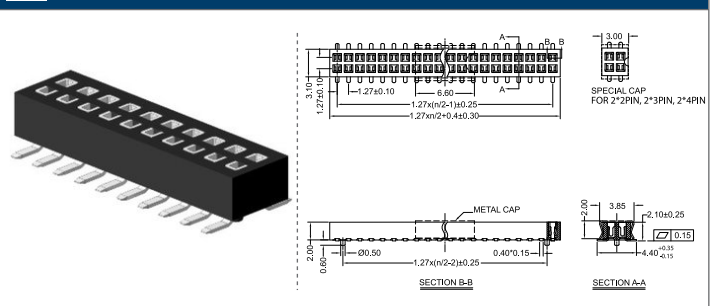 A
B B
3.00
3.10
1.27±0.10
1.27±0.10
6.60
A
1.27x(n/2-1)±0.25
1.27xn/2+0.4±0.30
SPECIAL CAP
FOR 2*2PIN, 2*3PIN, 2*4PIN
METAL CAP
2.00
3.85
2.10±0.25
0.15
2.00
0.60
Ø0.50
0.40*0.15
1.27x(n/2-2)±0.25
4.40 +0.35 -0.15
SECTION B-B
SECTION A-A